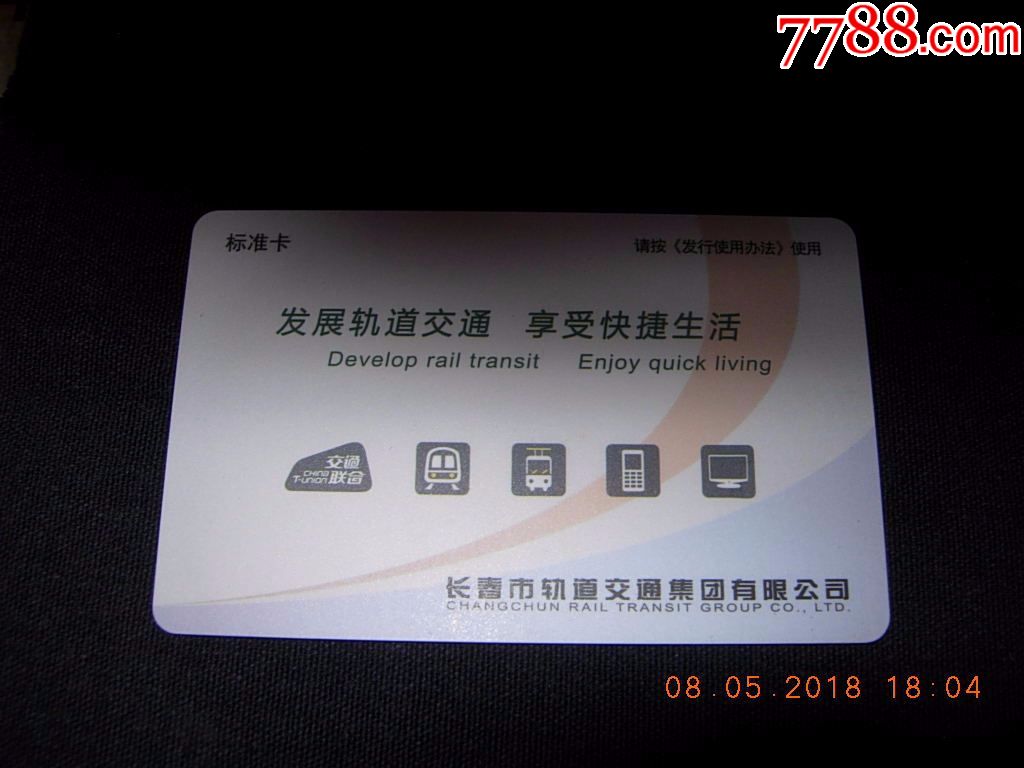 7788.com
标准卡 请按《发行使用办法》使用
发展轨道交通 享受快捷生活
Develop rail transit Enjoy quick living
交通
CHINA
T-union 联合
长春市轨道交通集团有限公司
CHANGCHUN RAIL TRANSIT GROUP CO., LTD.
08.05.2018 18:04